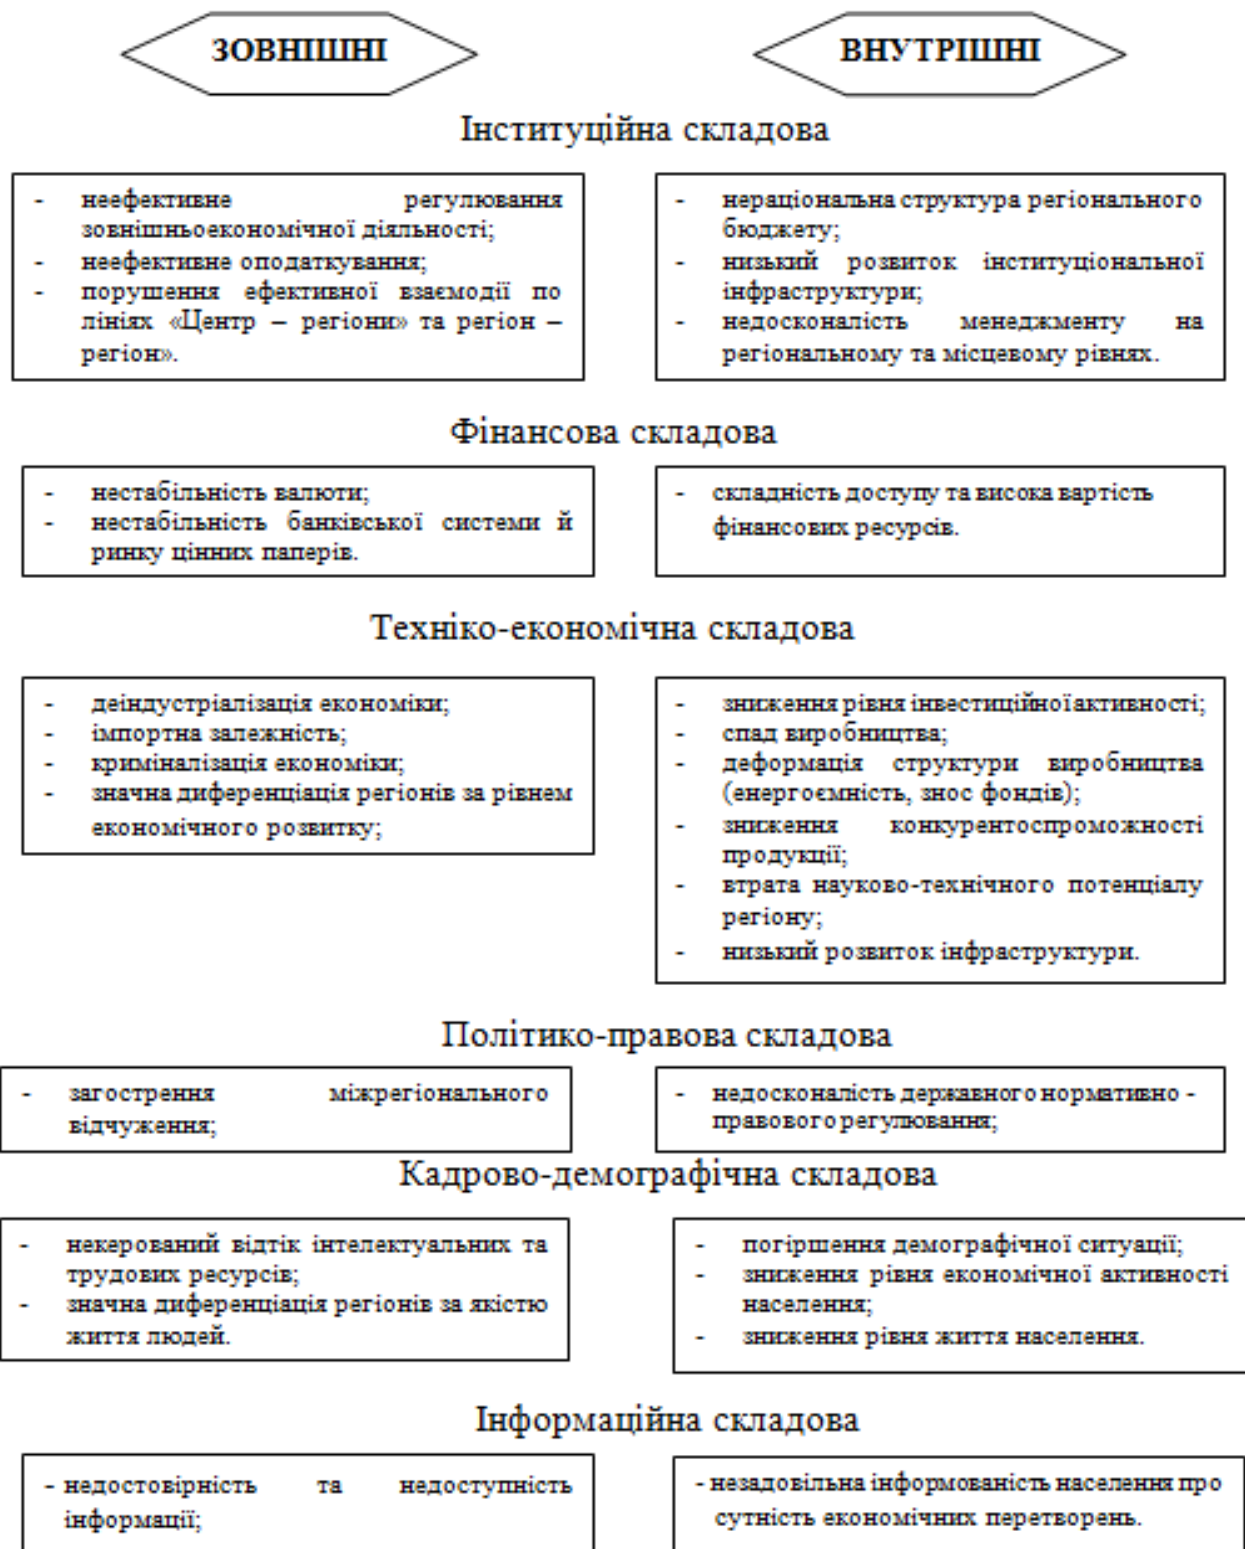 ЗОВНІШНІ
ВНУТРІШНІ
Інституційна складова
- неефективне регулювання
зовнішньоекономічної діяльності;
- неефективне оподаткування;
- порушення ефективної взаємодії по
лініях «Центр – регіони» та регіон –
регіон».
- нераціональна структура регіонального
бюджету;
- низький розвиток інституціональної
інфраструктури;
- недосконалість менеджменту на
регіональному та місцевому рівнях.
Фінансова складова
- нестабільність валюти;
- нестабільність банківської системи й
ринку цінних паперів.
- складність доступу та висока вартість
фінансових ресурсів.
Техніко-економічна складова
- деіндустріалізація економіки;
- імпортна залежність;
- криміналізація економіки;
- значна диференціація регіонів за рівнем
економічного розвитку;
- зниження рівня інвестиційної активності;
- спад виробництва;
- деформація структури виробництва
(енергоємність, знос фондів);
- зниження конкурентоспроможності
продукції;
- втрата науково-технічного потенціалу
регіону;
- низький розвиток інфраструктури.
Політико-правова складова
- загострення міжрегіонального
відчуження;
- недосконалість державного нормативно -
правового регулювання;
Кадрово-демографічна складова
- некерований відтік інтелектуальних та
трудових ресурсів;
- значна диференціація регіонів за якістю
життя людей.
- погіршення демографічної ситуації;
- зниження рівня економічної активності
населення;
- зниження рівня життя населення.
Інформаційна складова
- недостовірність та недоступність
інформації;
- незадовільна інформованість населення про
сутність економічних перетворень.